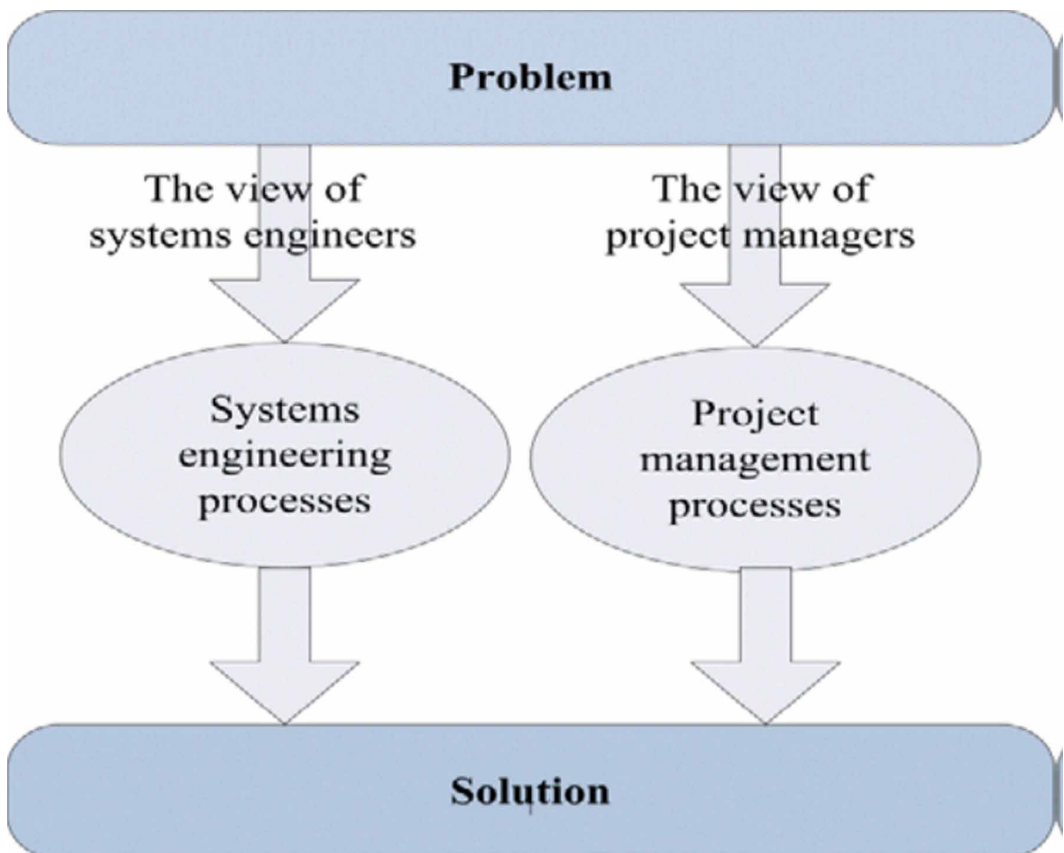 Problem
The view of
systems engineers
The view of
project managers
Systems
engineering
processes
Project
management
processes
Solution